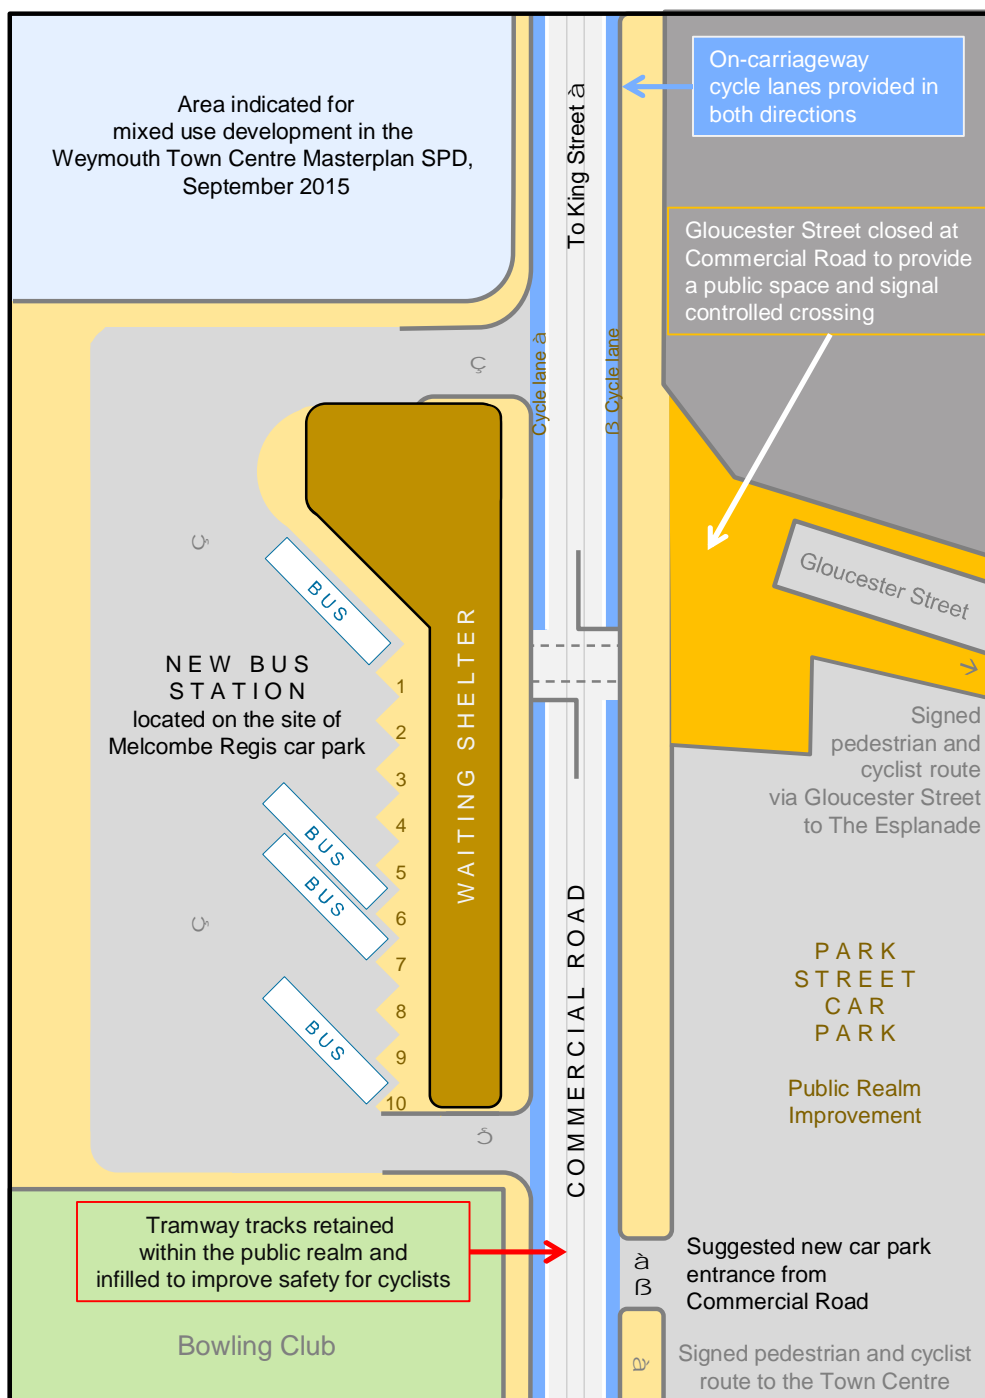 Area indicated for
mixed use development in the
Weymouth Town Centre Masterplan SPD,
September 2015
To King Street à
On-carriageway
cycle lanes provided in
both directions
Gloucester Street closed at
Commercial Road to provide
a public space and signal
controlled crossing
Cycle lane à
ß Cycle lane
ç
ç
BUS
Gloucester Street
NEW BUS
STATION
located on the site of
Melcombe Regis car park
WAITING SHELTER
1
2
3
4
5
6
7
8
9
10
BUS
BUS
ç
BUS
ç
Signed
pedestrian and
cyclist route
via Gloucester Street
to The Esplanade
COMMERCIAL ROAD
PARK
STREET
CAR
PARK
Public Realm
Improvement
Tramway tracks retained
within the public realm and
infilled to improve safety for cyclists
à
ß
Suggested new car park
entrance from
Commercial Road
Bowling Club
à
Signed pedestrian and cyclist
route to the Town Centre